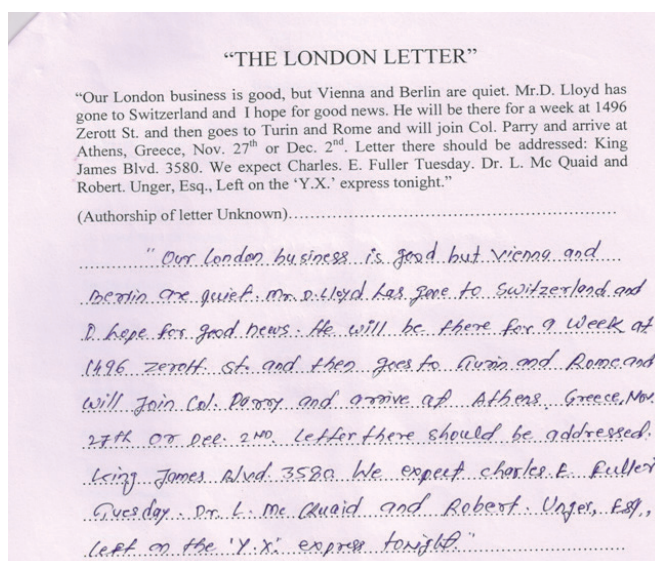 “THE LONDON LETTER”
“Our London business is good, but Vienna and Berlin are quiet. Mr.D. Lloyd has
gone to Switzerland and I hope for good news. He will be there for a week at 1496
Zerott St. and then goes to Turin and Rome and will join Col. Parry and arrive at
Athens, Greece, Nov. 27th or Dec. 2nd. Letter there should be addressed: King
James Blvd. 3580. We expect Charles. E. Fuller Tuesday. Dr. L. Mc Quaid and
Robert. Unger, Esq., Left on the ‘Y.X.’ express tonight.”
(Authorship of letter Unknown)........................................................
"Our London business is good but Vienna and
Berlin are quiet. Mr. D. Lloyd has gone to Switzerland and
I hope for good news. He will be there for a week at
1496 Zerott. St. and then goes to Turin and Rome and
will Join Col. Parry and arrive at Athens, Greece, Nov.
27th or Dec. 2ND. Letter there should be addressed.
King James Blvd. 3580. We expect charles. E. Fuller
Tuesday. Dr. L. Mc Quaid and Robert. Unger, Esq.,
left on the 'Y.X.' express tonight."